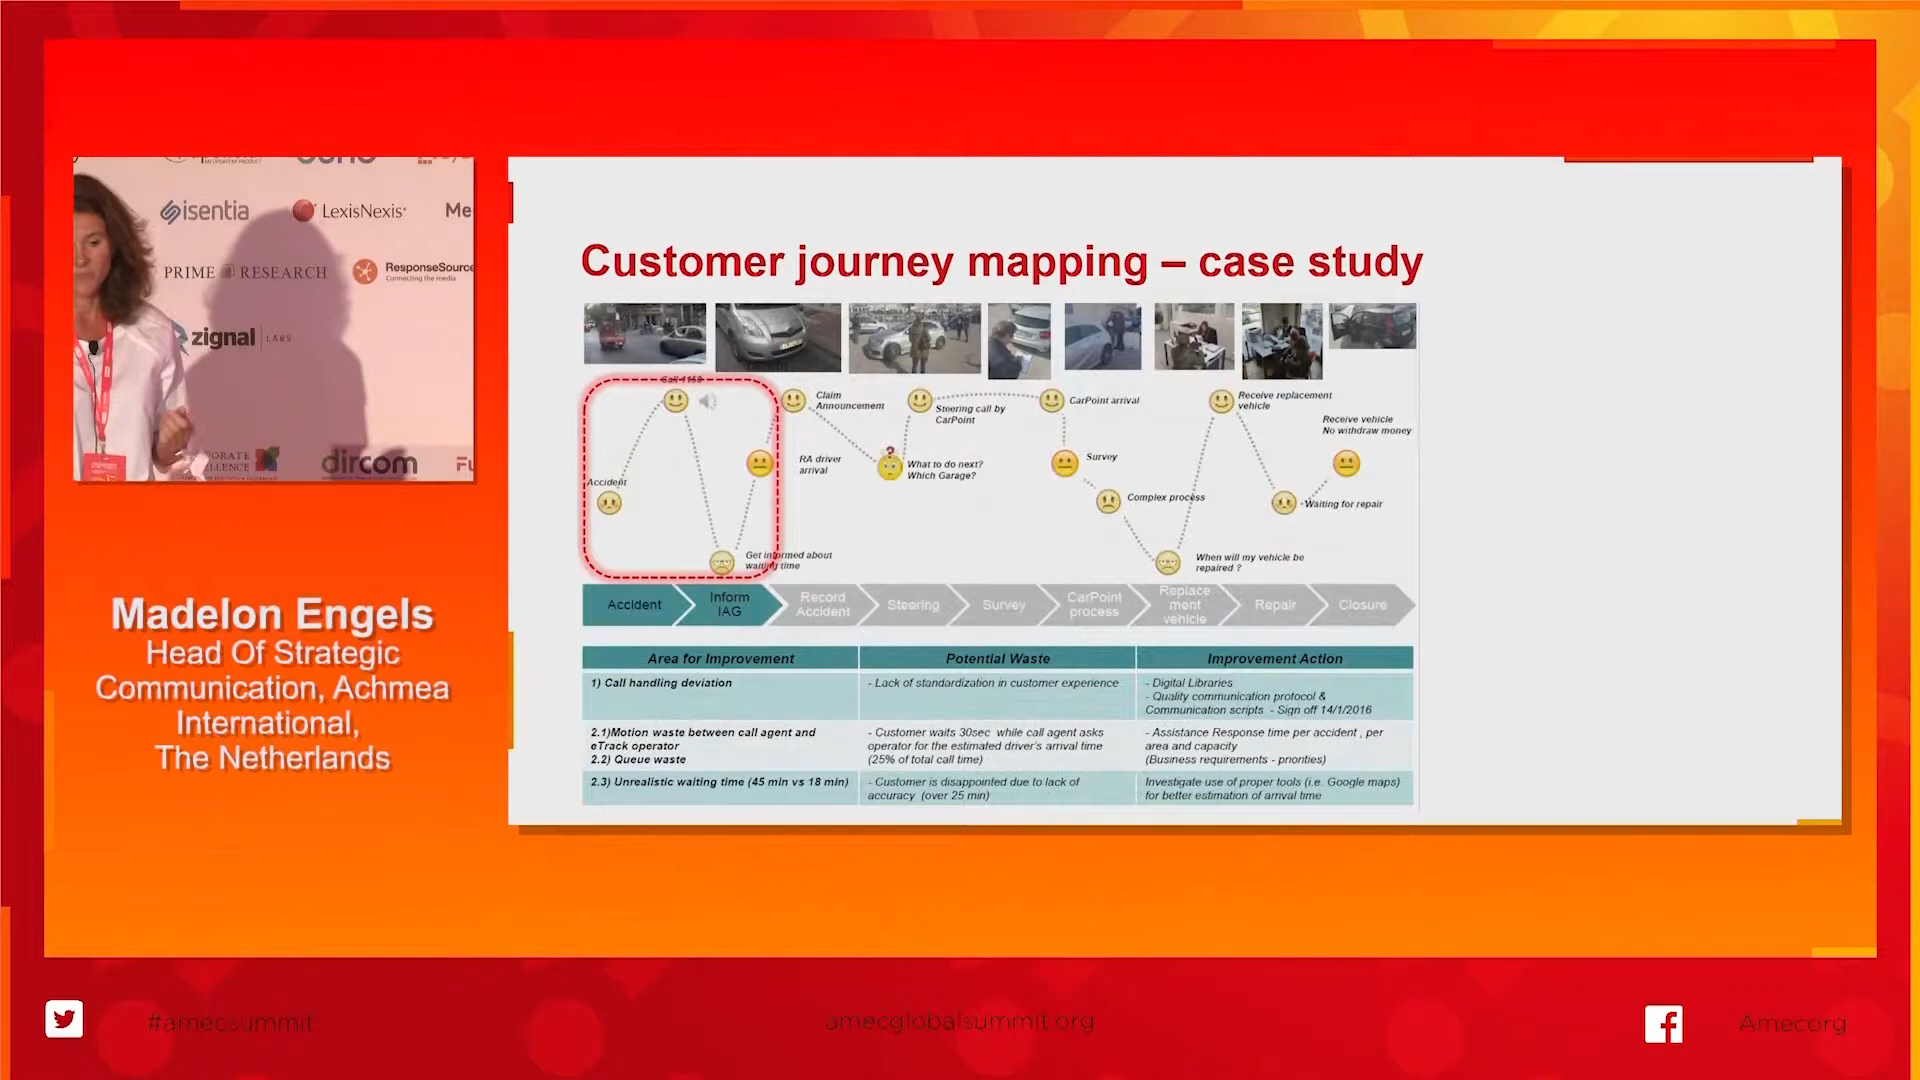 isentia
LexisNexis
Me
PRIME RESEARCH
ResponseSource
Connecting the media
zignal LABS
dircom
Madelon Engels
Head Of Strategic
Communication, Achmea
International,
The Netherlands
Customer journey mapping – case study
Call 1158
Accident
Get informed about
waiting time
RA driver
arrival
Claim
Announcement
What to do next?
Which Garage?
Steering call by
CarPoint
CarPoint arrival
Survey
Complex process
When will my vehicle be
repaired ?
Receive replacement
vehicle
Waiting for repair
Receive vehicle
No withdraw money
Accident
Inform
IAG
Record
Accident
Steering
Survey
CarPoint
process
Replace
ment
vehicle
Repair
Closure
Area for Improvement
Potential Waste
Improvement Action
1) Call handling deviation
- Lack of standardization in customer experience
- Digital Libraries
- Quality communication protocol &
Communication scripts - Sign off 14/1/2016
2.1)Motion waste between call agent and
eTrack operator
2.2) Queue waste
- Customer waits 30sec while call agent asks
operator for the estimated driver's arrival time
(25% of total call time)
- Assistance Response time per accident , per
area and capacity
(Business requirements - priorities)
2.3) Unrealistic waiting time (45 min vs 18 min)
- Customer is disappointed due to lack of
accuracy (over 25 min)
Investigate use of proper tools (i.e. Google maps)
for better estimation of arrival time
#amecsummit
amecglobalsummit.org
Amecorg